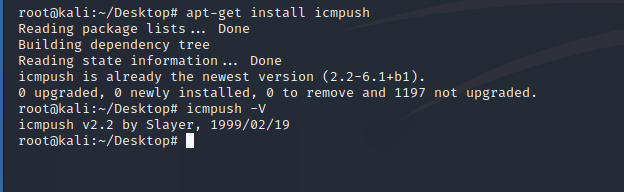 root@kali:~/Desktop# apt-get install icmpush
Reading package lists... Done
Building dependency tree
Reading state information... Done
icmpush is already the newest version (2.2-6.1+b1).
0 upgraded, 0 newly installed, 0 to remove and 1197 not upgraded.
root@kali:~/Desktop# icmpush -V
icmpush v2.2 by Slayer, 1999/02/19
root@kali:~/Desktop#